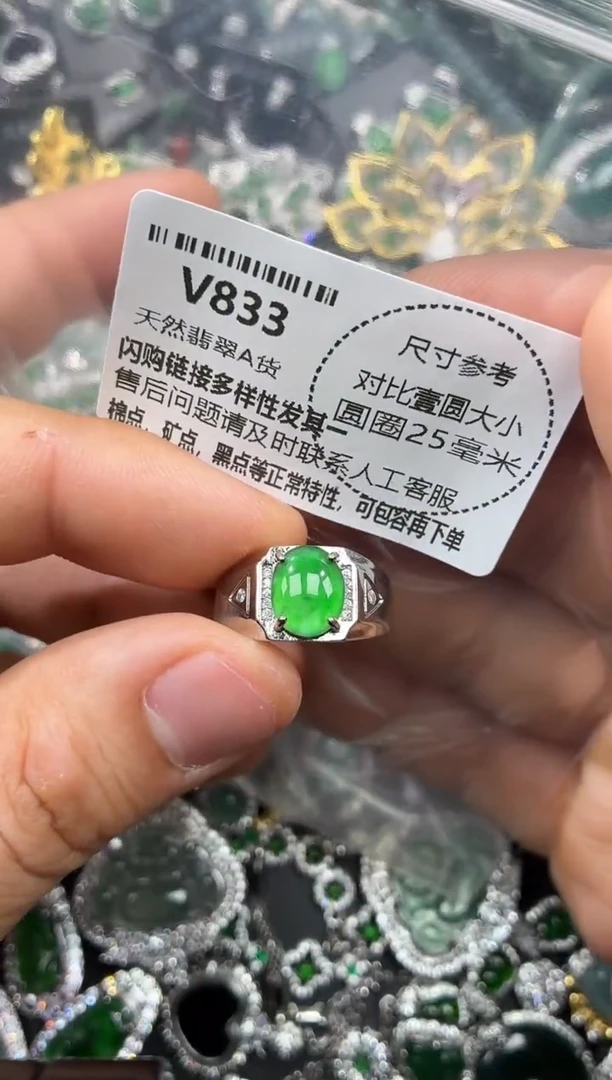 V833
天然翡翠A货
闪购链接多样性发其一
售后问题请及时联系人工客服
棉点，矿点，黑点等正常特性，可包容再下单
尺寸参考
对比壹圆大小
圆圈25毫米